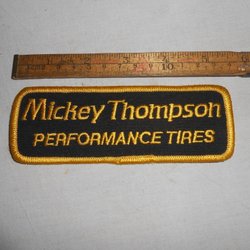 Mickey Thompson
PERFORMANCE TIRES